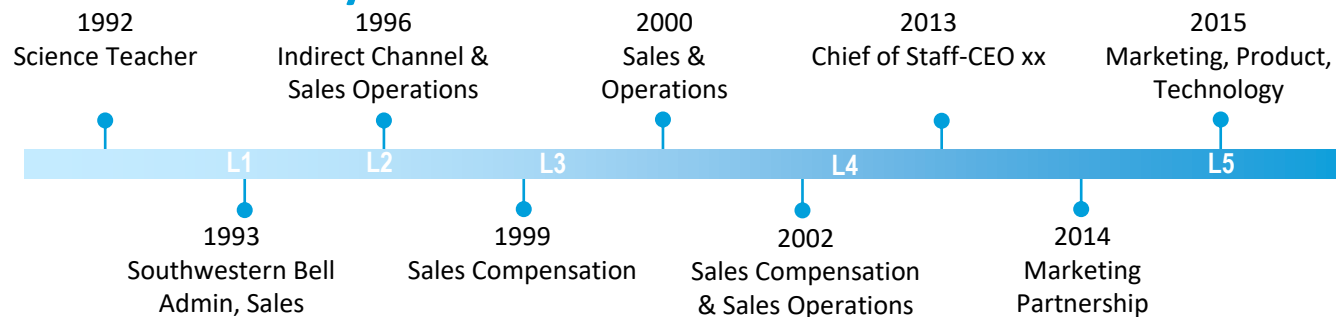 1992
Science Teacher
1996
Indirect Channel &
Sales Operations
2000
Sales &
Operations
2013
Chief of Staff-CEO xx
2015
Marketing, Product,
Technology
L1
L2
L3
L4
L5
1993
Southwestern Bell
Admin, Sales
1999
Sales Compensation
2002
Sales Compensation
& Sales Operations
2014
Marketing
Partnership